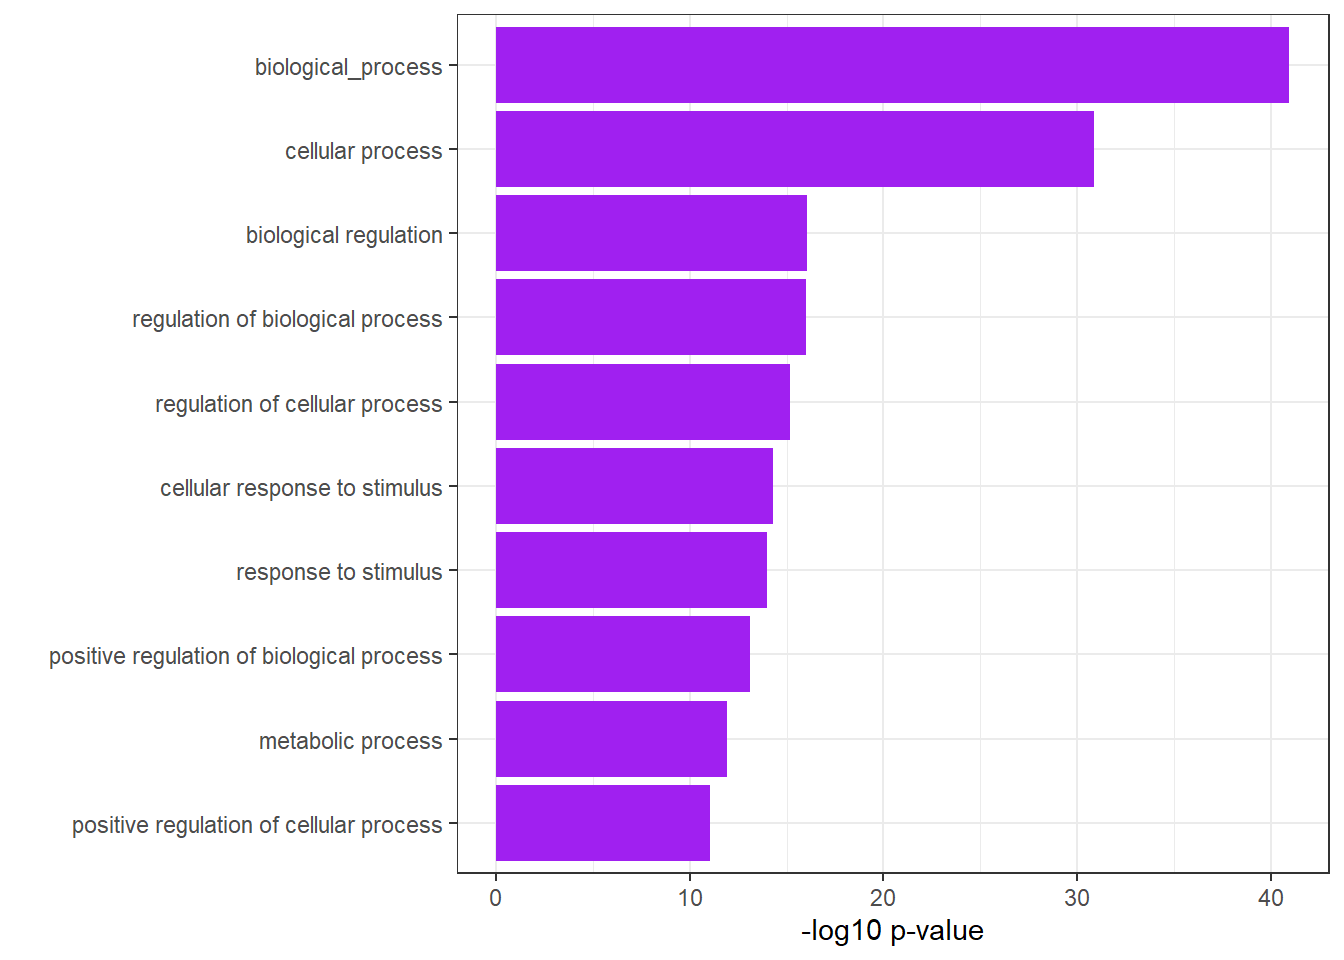 biological_process
cellular process
biological regulation
regulation of biological process
regulation of cellular process
cellular response to stimulus
response to stimulus
positive regulation of biological process
metabolic process
positive regulation of cellular process
0 10 20 30 40
-log10 p-value